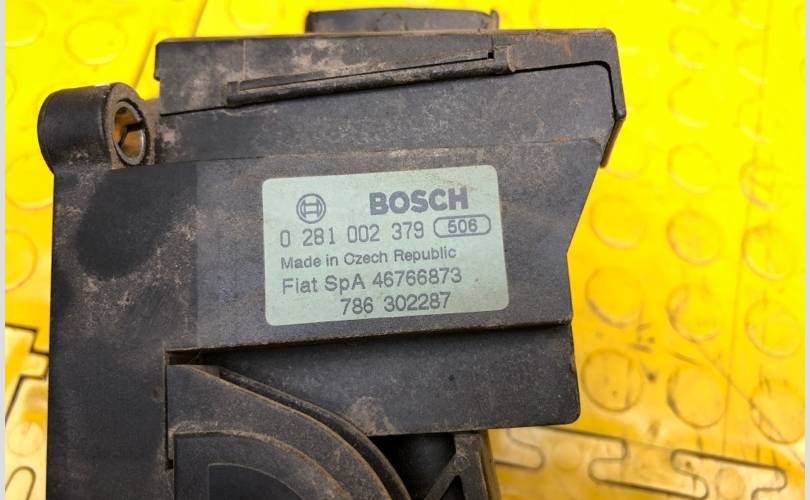 BOSCH
0 281 002 379 506
Made in Czech Republic
Fiat SpA 46766873
786 302287